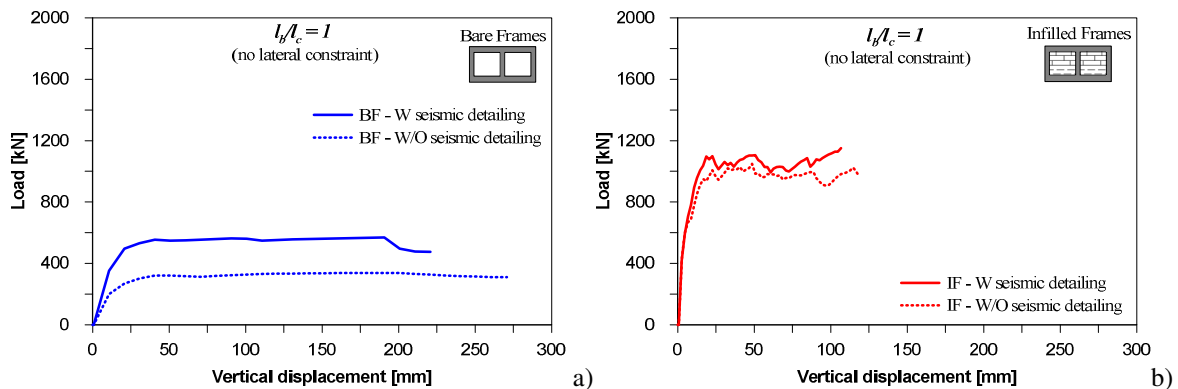 l_b/l_c = 1
(no lateral constraint)
Bare Frames
BF - W seismic detailing
BF - W/O seismic detailing
Load [kN]
2000
1600
1200
800
400
0
0
50
100
150
200
250
300
Vertical displacement [mm]
a)
l_b/l_c = 1
(no lateral constraint)
Infilled Frames
IF - W seismic detailing
IF - W/O seismic detailing
Load [kN]
2000
1600
1200
800
400
0
0
50
100
150
200
250
300
Vertical displacement [mm]
b)